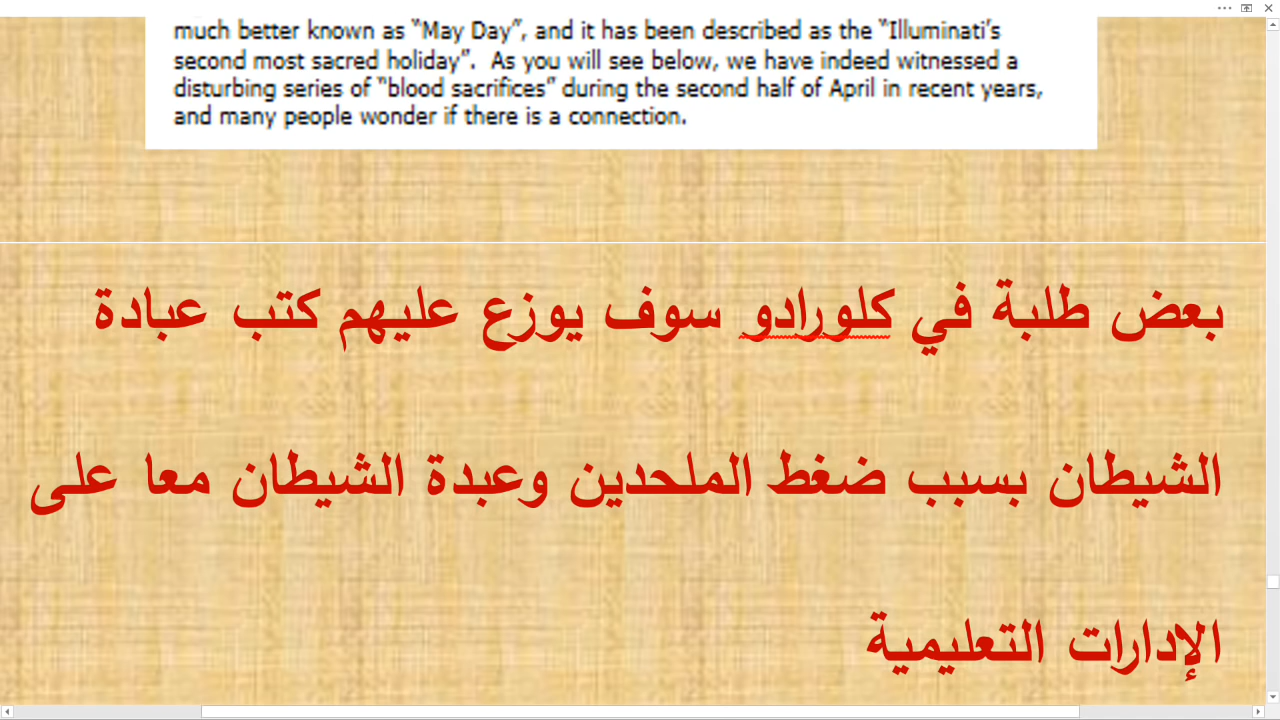 much better known as “May Day”, and it has been described as the “Illuminati’s
second most sacred holiday”.  As you will see below, we have indeed witnessed a
disturbing series of “blood sacrifices” during the second half of April in recent years,
and many people wonder if there is a connection.
بعض طلبة في كلورادو سوف يوزع عليهم كتب عبادة
الشيطان بسبب ضغط الملحدين وعبدة الشيطان معا على
الإدارات التعليمية